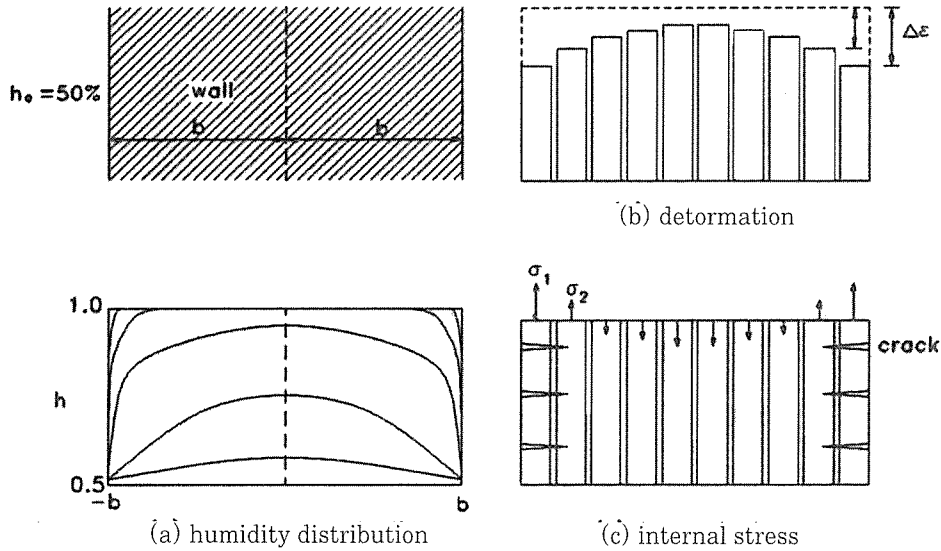 hₑ =50%
wall
b
b
Δε
(b) detormation
1.0
h
0.5
-b
b
(a) humidity distribution
σ₁
σ₂
crack
(c) internal stress